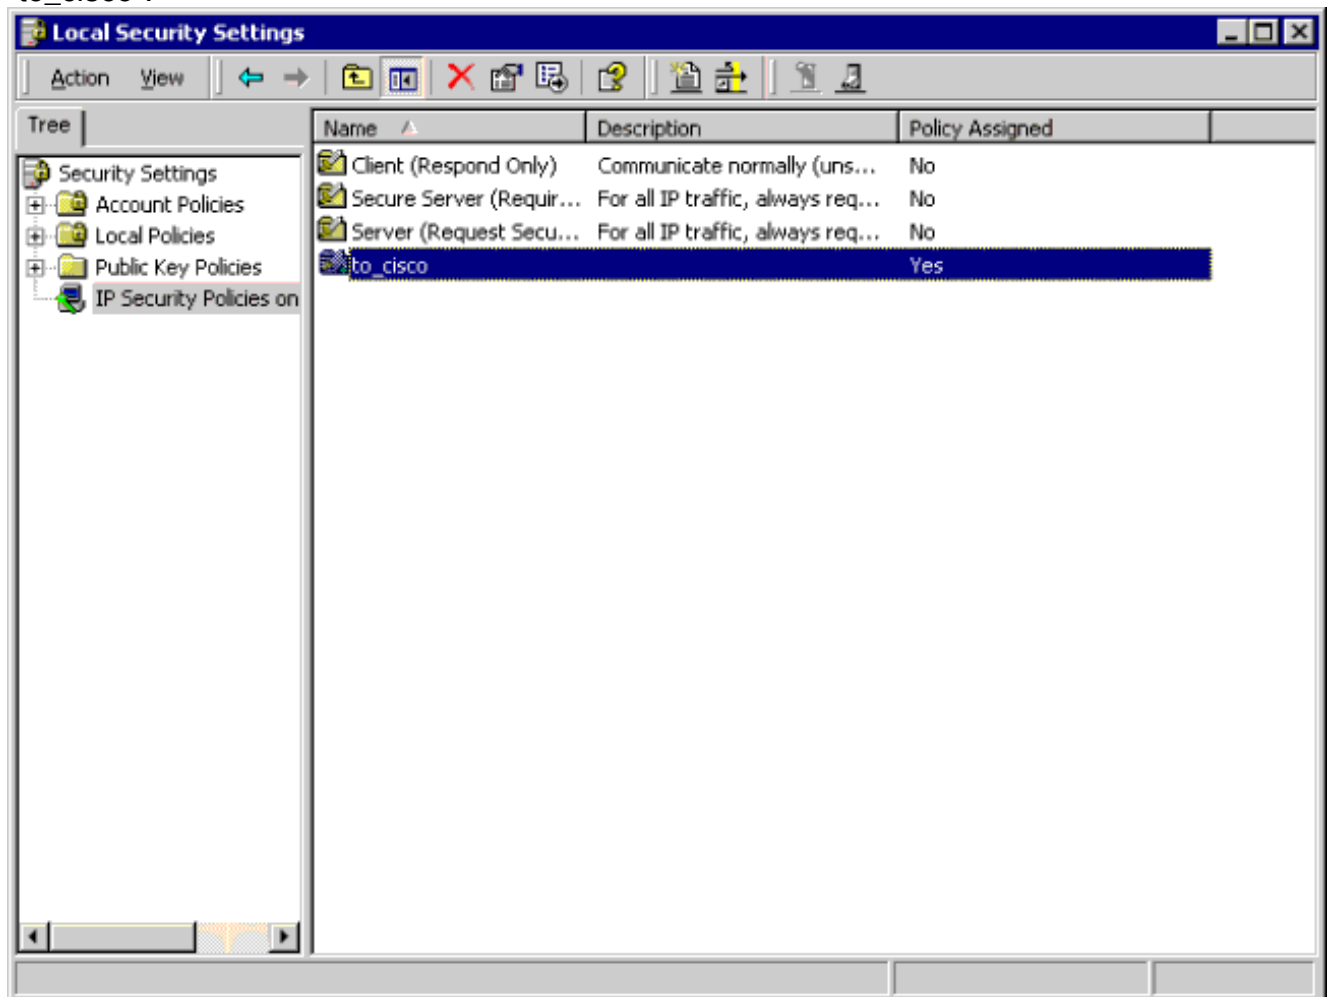 Local Security Settings
Action View
Tree
Name Description Policy Assigned
Security Settings
Account Policies
Local Policies
Public Key Policies
IP Security Policies on
Client (Respond Only) Communicate normally (uns... No
Secure Server (Requir... For all IP traffic, always req... No
Server (Request Secu... For all IP traffic, always req... No
to_cisco Yes